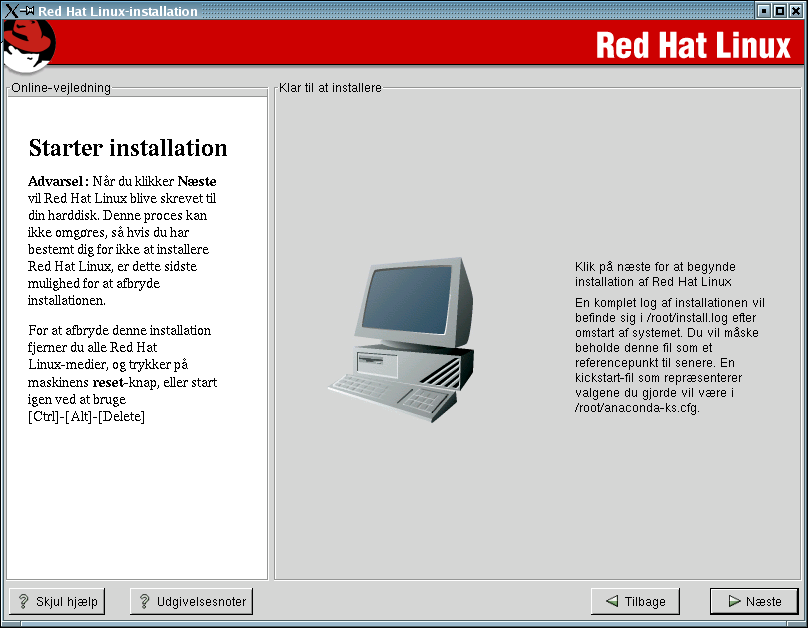 Red Hat Linux-installation
Red Hat Linux
Online-vejledning
Starter installation
Advarsel: Når du klikker Næste
vil Red Hat Linux blive skrevet til
din harddisk. Denne proces kan
ikke omgøres, så hvis du har
bestemt dig for ikke at installere
Red Hat Linux, er dette sidste
mulighed for at afbryde
installationen.
For at afbryde denne installation
fjerner du alle Red Hat
Linux-medier, og trykker på
maskinens reset-knap, eller start
igen ved at bruge
[Ctrl]-[Alt]-[Delete]
Klar til at installere
Klik på næste for at begynde
installation af Red Hat Linux
En komplet log af installationen vil
befinde sig i /root/install.log efter
omstart af systemet. Du vil måske
beholde denne fil som et
referencepunkt til senere. En
kickstart-fil som repræsenterer
valgene du gjorde vil være i
/root/anaconda-ks.cfg.
Skjul hjælp
Udgivelsesnoter
Tilbage
Næste